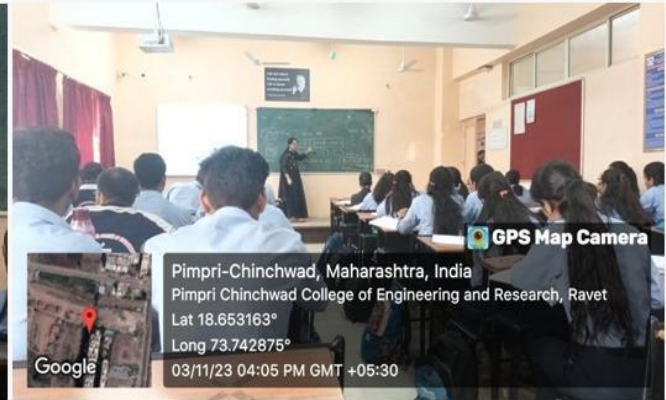 GPS Map Camera
Pimpri-Chinchwad, Maharashtra, India
Pimpri Chinchwad College of Engineering and Research, Ravet
Lat 18.653163°
Long 73.742875°
03/11/23 04:05 PM GMT +05:30
Google